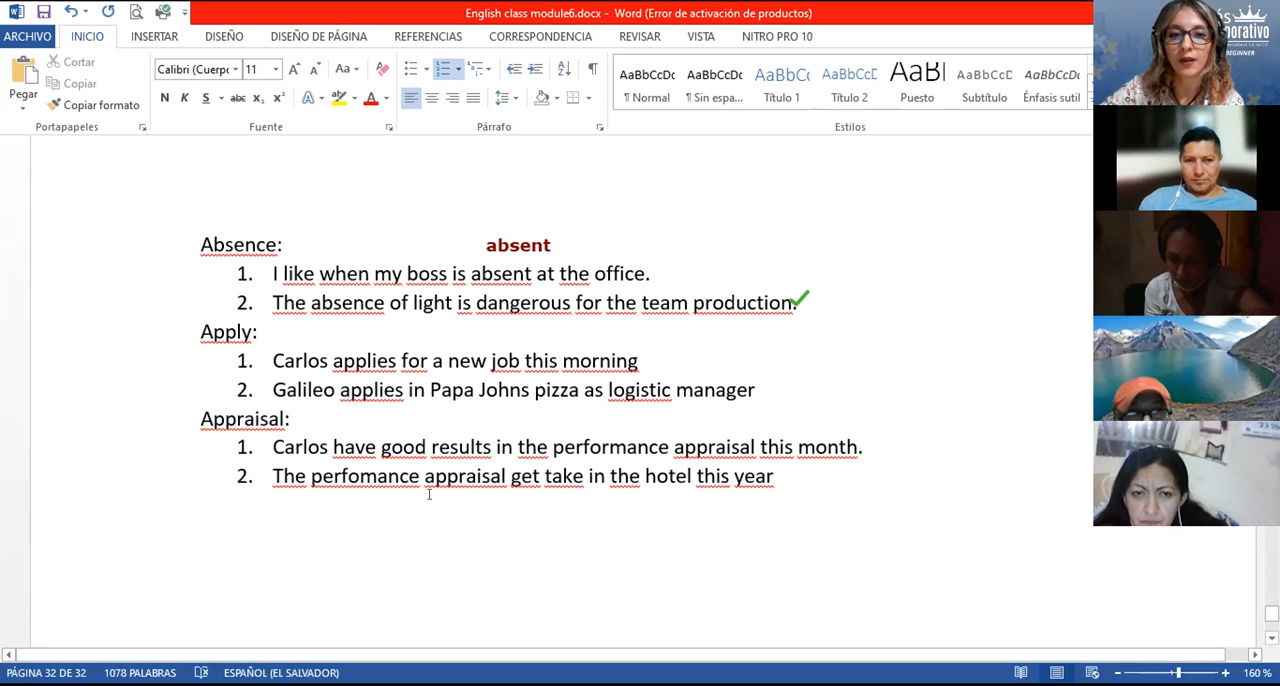 English class module6.docx - Word (Error de activación de productos)
ARCHIVO INICIO INSERTAR DISEÑO DISEÑO DE PÁGINA REFERENCIAS CORRESPONDENCIA REVISAR VISTA NITRO PRO 10
Pegar
Cortar
Copiar
Copiar formato
Portapapeles
Calibri (Cuerpo 11
N K S abc x₂ x²
Fuente
Párrafo
AaBbCcDc AaBbCcDc AaBbCc AaBbCcC AaBl AaBbCcD AaBbCcDc
¶ Normal ¶ Sin espa... Título 1 Título 2 Puesto Subtítulo Énfasis sutil
Estilos
Absence: absent
1. I like when my boss is absent at the office.
2. The absence of light is dangerous for the team production.
Apply:
1. Carlos applies for a new job this morning
2. Galileo applies in Papa Johns pizza as logistic manager
Appraisal:
1. Carlos have good results in the performance appraisal this month.
2. The perfomance appraisal get take in the hotel this year
PÁGINA 32 DE 32 1078 PALABRAS ESPAÑOL (EL SALVADOR) 160 %